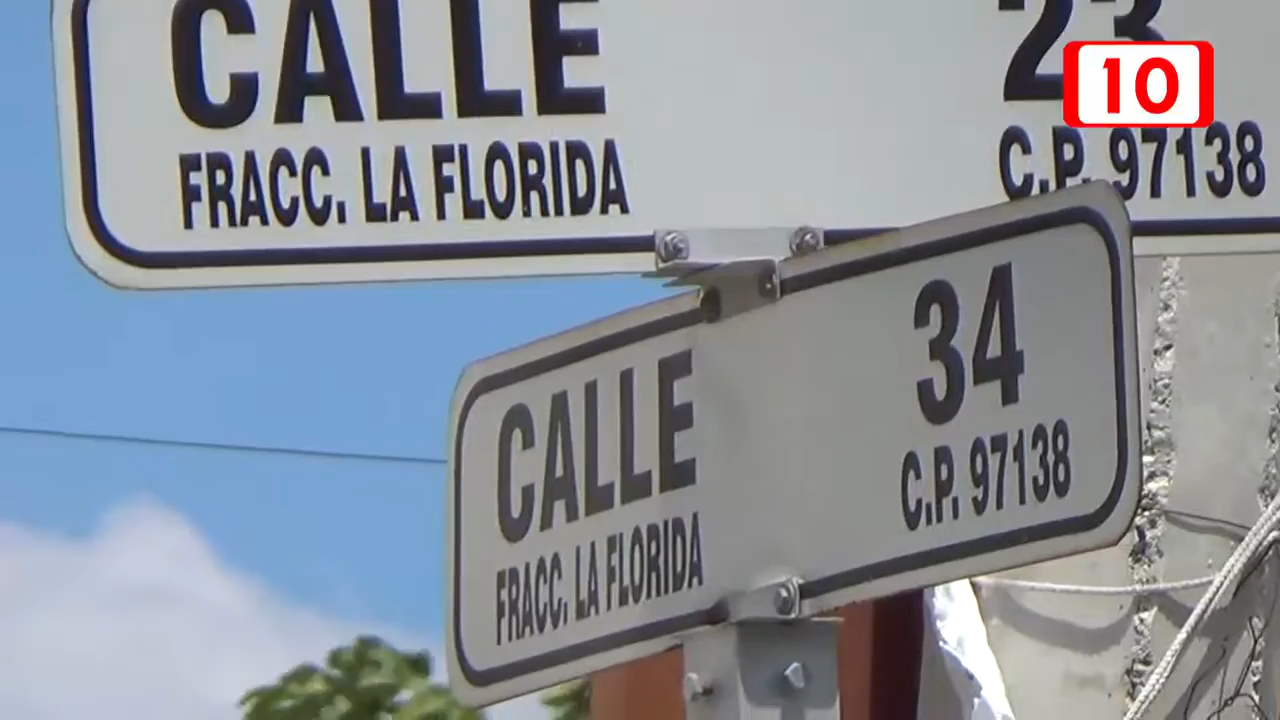 CALLE 23
FRACC. LA FLORIDA C.P. 97138
10
CALLE 34
FRACC. LA FLORIDA C.P. 97138